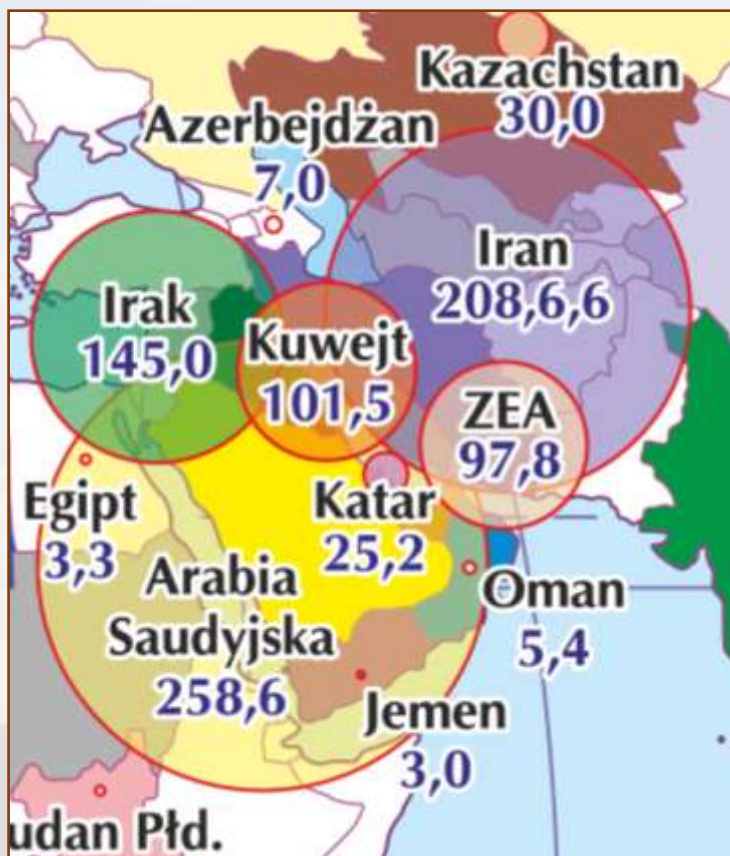 Kazachstan
30,0
Azerbejdżan
7,0
Iran
208,6,6
Irak
145,0
Kuwejt
101,5
ZEA
97,8
Egipt
3,3
Katar
25,2
Arabia
Saudyjska
258,6
Oman
5,4
Jemen
3,0
udan Płd.